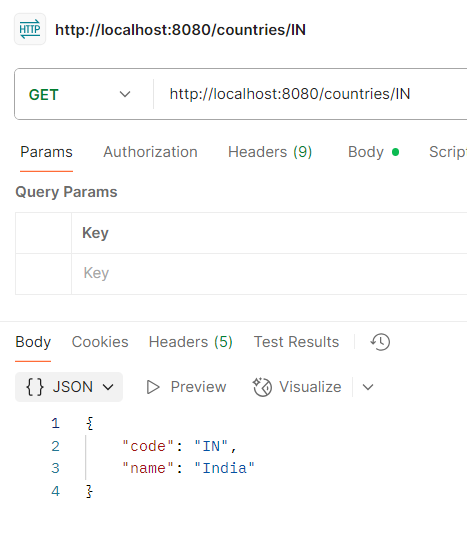 HTTP http://localhost:8080/countries/IN
GET http://localhost:8080/countries/IN
Params Authorization Headers (9) Body Scrip
Query Params
Key
Key
Body Cookies Headers (5) Test Results
{ } JSON Preview Visualize
1 {
2 "code": "IN",
3 "name": "India"
4 }